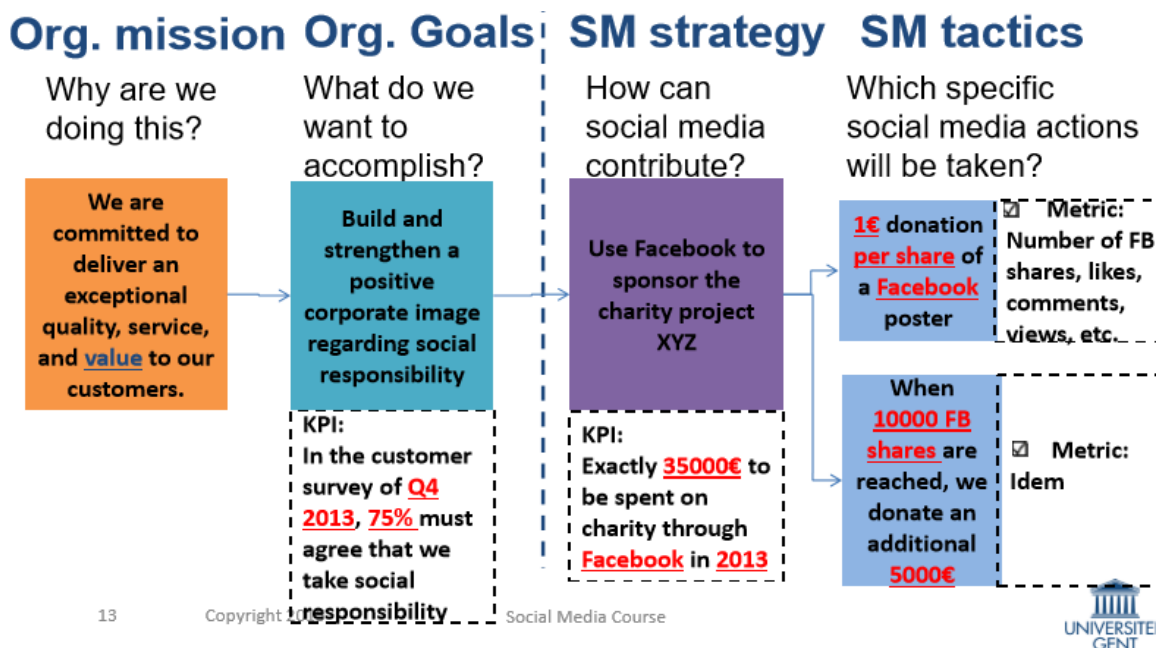 Org. mission
Why are we
doing this?
We are
committed to
deliver an
exceptional
quality, service,
and value to our
customers.
Org. Goals
What do we
want to
accomplish?
Build and
strengthen a
positive
corporate image
regarding social
responsibility
KPI:
In the customer
survey of Q4
2013, 75% must
agree that we
take social
responsibility
SM strategy
How can
social media
contribute?
Use Facebook to
sponsor the
charity project
XYZ
KPI:
Exactly 35000€ to
be spent on
charity through
Facebook in 2013
SM tactics
Which specific
social media actions
will be taken?
1€ donation
per share of
a Facebook
poster
☑ Metric:
Number of FB
shares, likes,
comments,
views, etc.
When
10000 FB
shares are
reached, we
donate an
additional
5000€
☑ Metric:
Idem
13
Copyright
Social Media Course
UNIVERSITEI
GENT